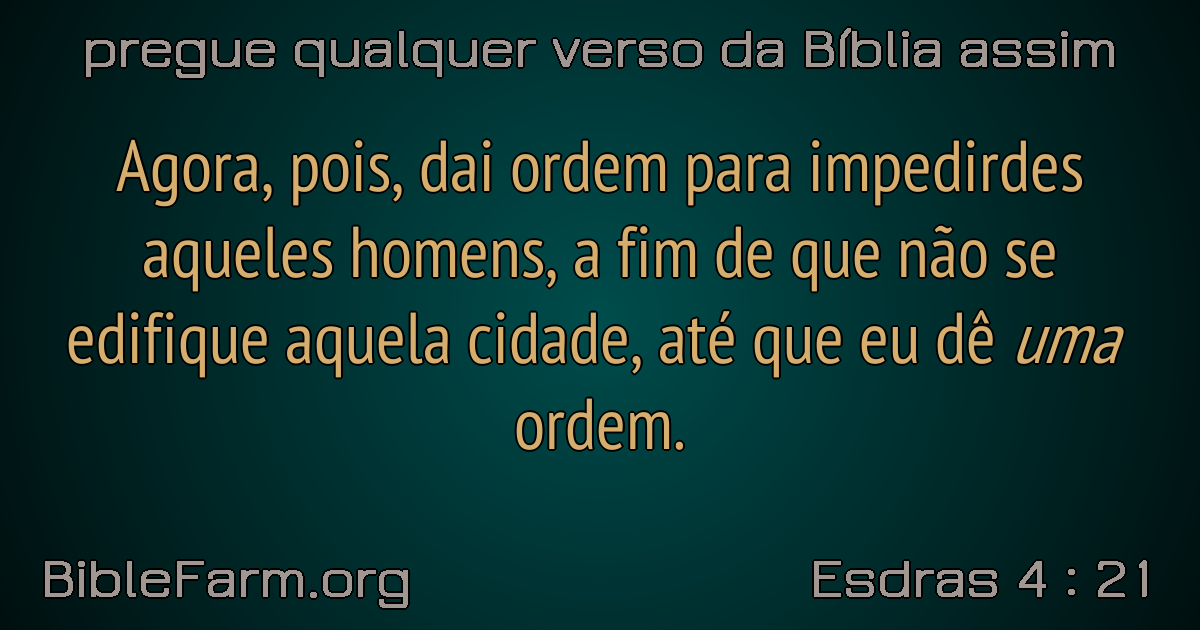 pregue qualquer verso da Bíblia assim
Agora, pois, dai ordem para impedirdes
aqueles homens, a fim de que não se
edifique aquela cidade, até que eu dê uma
ordem.
BibleFarm.org
Esdras 4 : 21